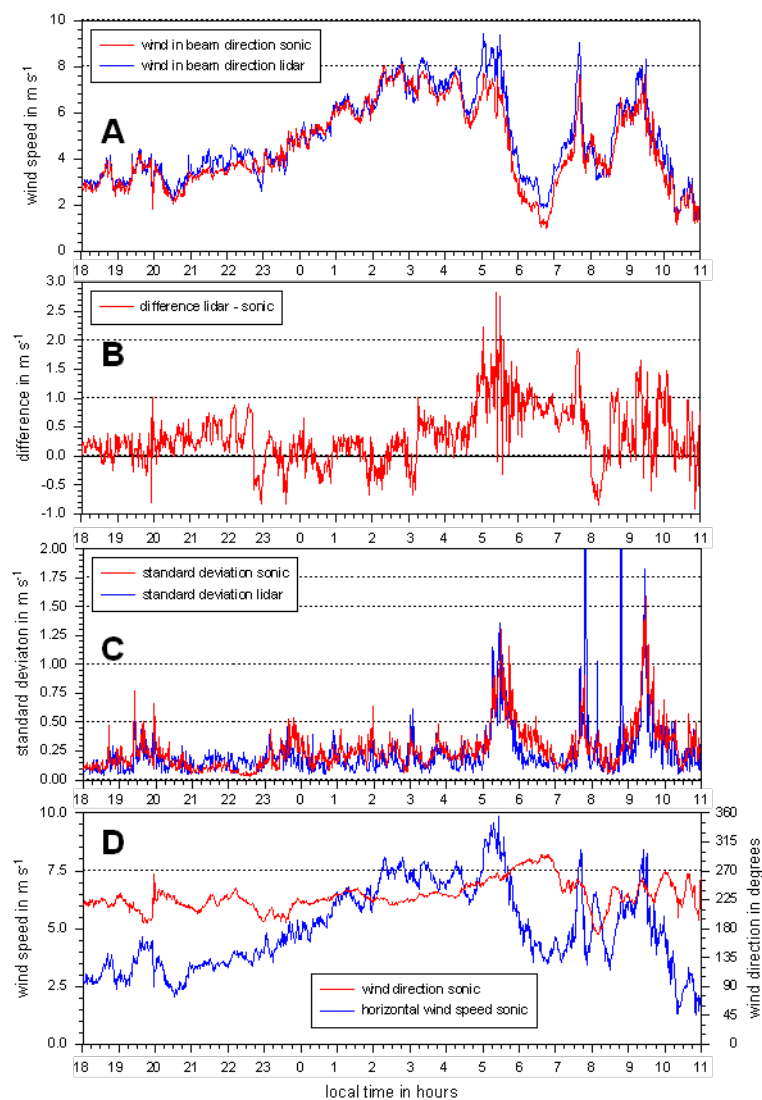 10
8
6
4
2
0
wind speed in m s-1
wind in beam direction sonic
wind in beam direction lidar
A
18 19 20 21 22 23 0 1 2 3 4 5 6 7 8 9 10 11
3.0
2.5
2.0
1.5
1.0
0.5
0.0
-0.5
-1.0
difference in m s-1
difference lidar - sonic
B
18 19 20 21 22 23 0 1 2 3 4 5 6 7 8 9 10 11
2.00
1.75
1.50
1.25
1.00
0.75
0.50
0.25
0.00
standard deviaton in m s-1
standard deviation sonic
standard deviation lidar
C
18 19 20 21 22 23 0 1 2 3 4 5 6 7 8 9 10 11
10.0
7.5
5.0
2.5
0.0
wind speed in m s-1
D
wind direction sonic
horizontal wind speed sonic
360
315
270
225
180
135
90
45
0
wind direction in degrees
18 19 20 21 22 23 0 1 2 3 4 5 6 7 8 9 10 11
local time in hours